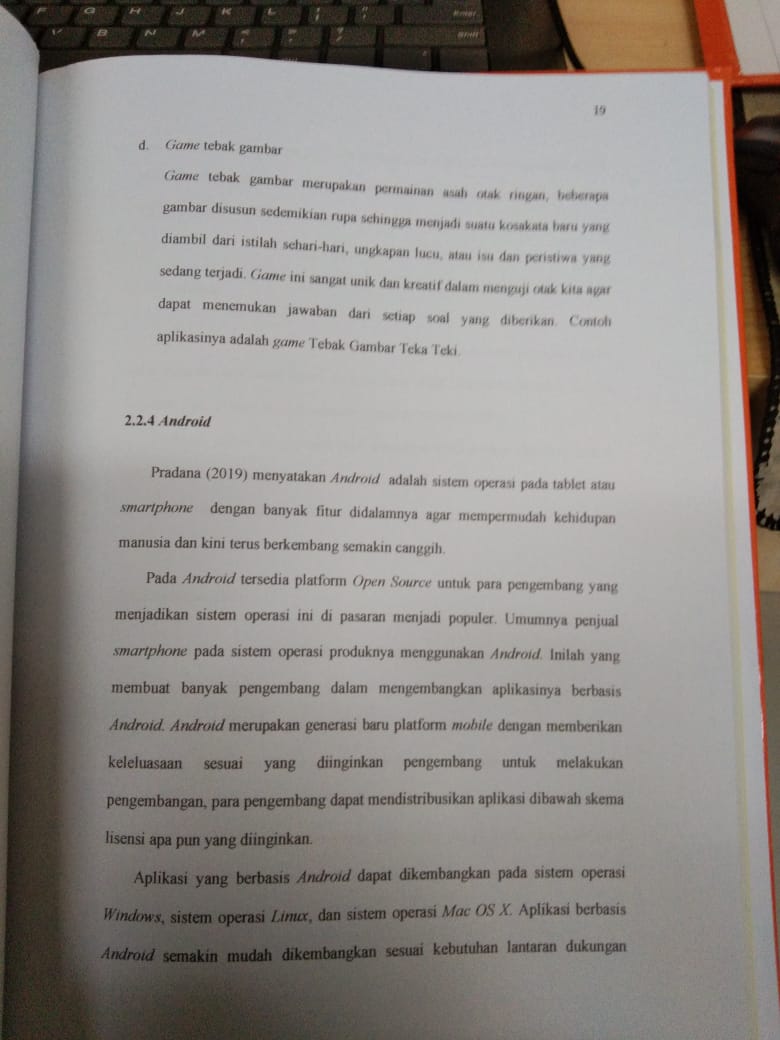 F G H J K L
V B N M
19
d. Game tebak gambar
Game tebak gambar merupakan permainan asah otak ringan, beberapa
gambar disusun sedemikian rupa sehingga menjadi suatu kosakata baru yang
diambil dari istilah sehari-hari, ungkapan lucu, atau isu dan peristiwa yang
sedang terjadi. Game ini sangat unik dan kreatif dalam menguji otak kita agar
dapat menemukan jawaban dari setiap soal yang diberikan. Contoh
aplikasinya adalah game Tebak Gambar Teka Teki.
2.2.4 Android
Pradana (2019) menyatakan Android adalah sistem operasi pada tablet atau
smartphone dengan banyak fitur didalamnya agar mempermudah kehidupan
manusia dan kini terus berkembang semakin canggih.
Pada Android tersedia platform Open Source untuk para pengembang yang
menjadikan sistem operasi ini di pasaran menjadi populer. Umumnya penjual
smartphone pada sistem operasi produknya menggunakan Android. Inilah yang
membuat banyak pengembang dalam mengembangkan aplikasinya berbasis
Android. Android merupakan generasi baru platform mobile dengan memberikan
keleluasaan sesuai yang diinginkan pengembang untuk melakukan
pengembangan, para pengembang dapat mendistribusikan aplikasi dibawah skema
lisensi apa pun yang diinginkan.
Aplikasi yang berbasis Android dapat dikembangkan pada sistem operasi
Windows, sistem operasi Linux, dan sistem operasi Mac OS X. Aplikasi berbasis
Android semakin mudah dikembangkan sesuai kebutuhan lantaran dukungan